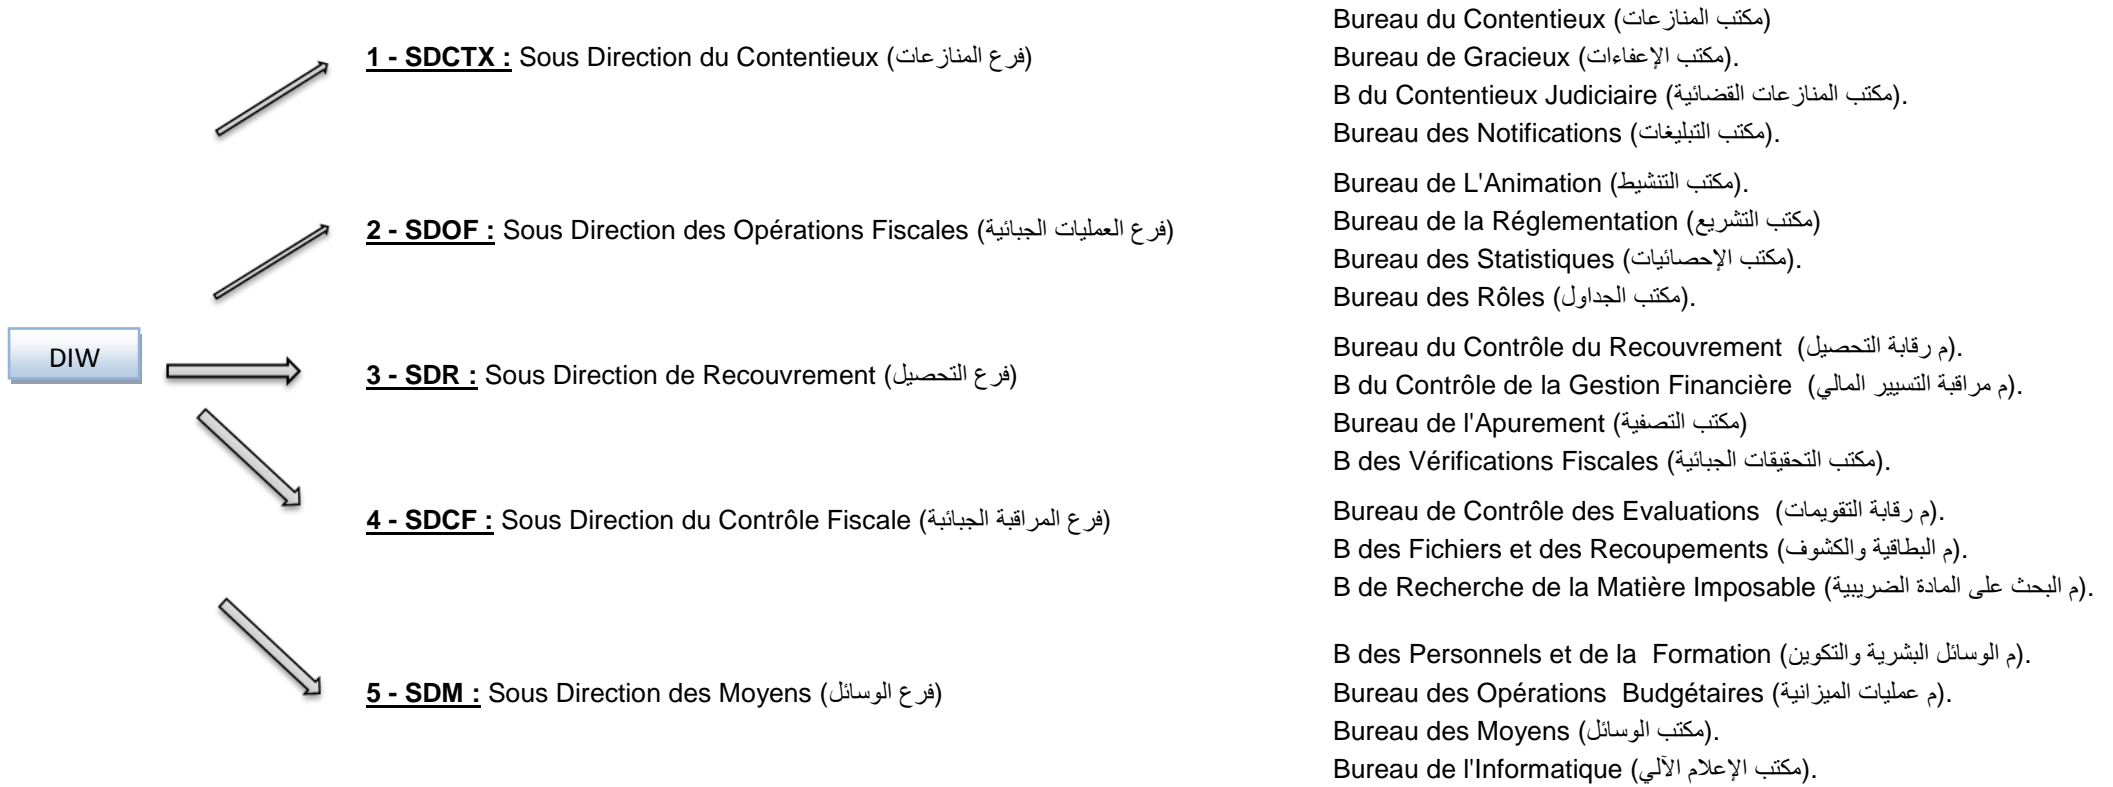 DIW
1 - SDCTX : Sous Direction du Contentieux (فرع المنازعات)
Bureau du Contentieux (مكتب المنازعات)
Bureau de Gracieux (مكتب الإعفاءات).
B du Contentieux Judiciaire (مكتب المنازعات القضائية).
Bureau des Notifications (مكتب التبليغات).
2 - SDOF : Sous Direction des Opérations Fiscales (فرع العمليات الجبائية)
Bureau de L'Animation (مكتب التنشيط).
Bureau de la Réglementation (مكتب التشريع)
Bureau des Statistiques (مكتب الإحصائيات).
Bureau des Rôles (مكتب الجداول).
3 - SDR : Sous Direction de Recouvrement (فرع التحصيل)
Bureau du Contrôle du Recouvrement (م رقابة التحصيل).
B du Contrôle de la Gestion Financière (م مراقبة التسيير المالي).
Bureau de l'Apurement (مكتب التصفية)
B des Vérifications Fiscales (مكتب التحقيقات الجبائية).
4 - SDCF : Sous Direction du Contrôle Fiscale (فرع المراقبة الجبائبة)
Bureau de Contrôle des Evaluations (م رقابة التقويمات).
B des Fichiers et des Recoupements (م البطاقية والكشوف).
B de Recherche de la Matière Imposable (م البحث على المادة الضريبية).
5 - SDM : Sous Direction des Moyens (فرع الوسائل)
B des Personnels et de la Formation (م الوسائل البشرية والتكوين).
Bureau des Opérations Budgétaires (م عمليات الميزانية).
Bureau des Moyens (مكتب الوسائل).
Bureau de l'Informatique (مكتب الإعلام الآلي).